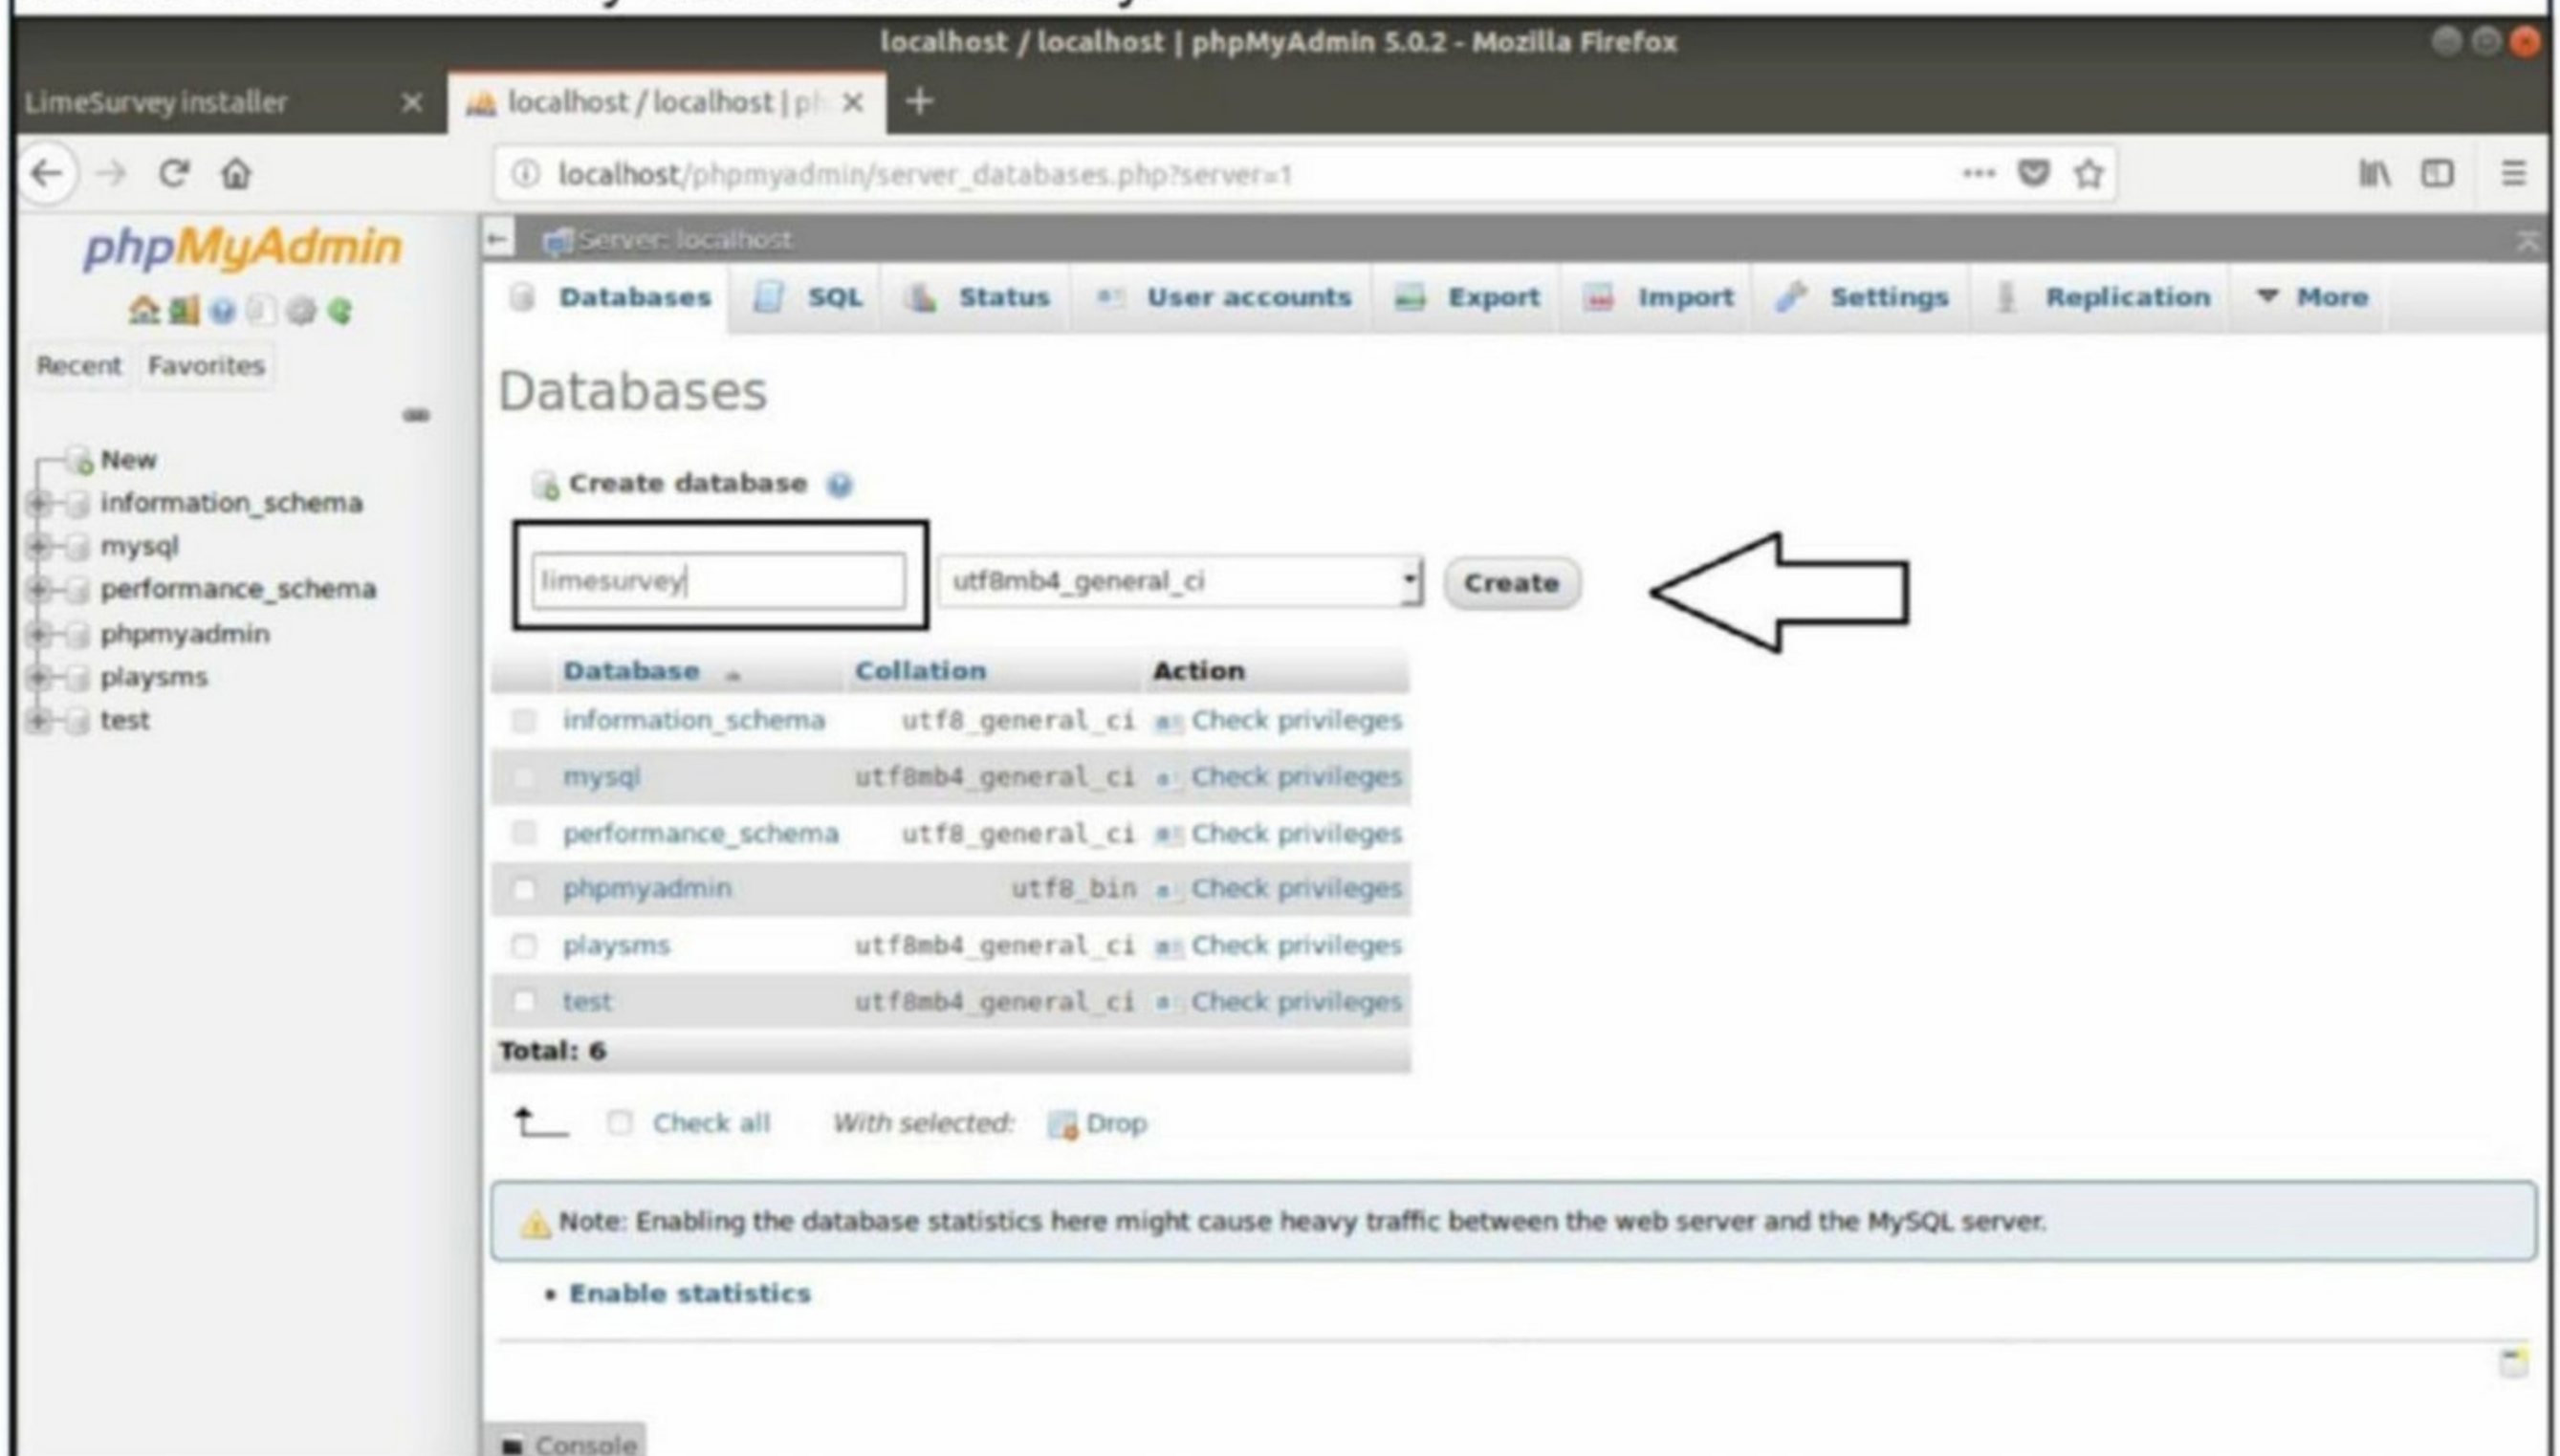 localhost / localhost | phpMyAdmin 5.0.2 - Mozilla Firefox
LimeSurvey installer
localhost / localhost | ph
localhost/phpmyadmin/server_databases.php?server=1
phpMyAdmin
Server: localhost
Databases SQL Status User accounts Export Import Settings Replication More
Recent Favorites
New
information_schema
mysql
performance_schema
phpmyadmin
playsms
test
Databases
Create database
limesurvey utf8mb4_general_ci Create
Database Collation Action
information_schema utf8_general_ci Check privileges
mysql utf8mb4_general_ci Check privileges
performance_schema utf8_general_ci Check privileges
phpmyadmin utf8_bin Check privileges
playsms utf8mb4_general_ci Check privileges
test utf8mb4_general_ci Check privileges
Total: 6
Check all With selected: Drop
Note: Enabling the database statistics here might cause heavy traffic between the web server and the MySQL server.
• Enable statistics
Console